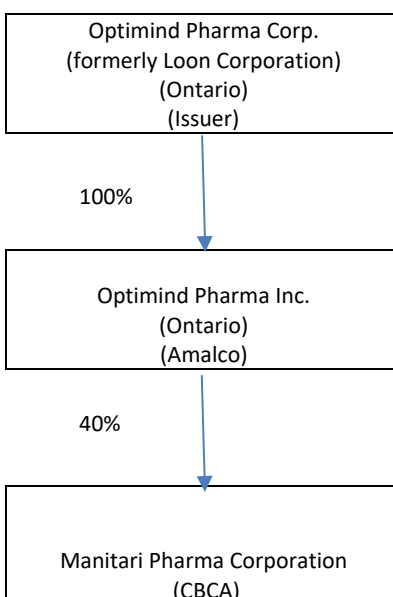 Optimind Pharma Corp.
(formerly Loon Corporation)
(Ontario)
(Issuer)
100%
Optimind Pharma Inc.
(Ontario)
(Amalco)
40%
Manitari Pharma Corporation
(CBCA)